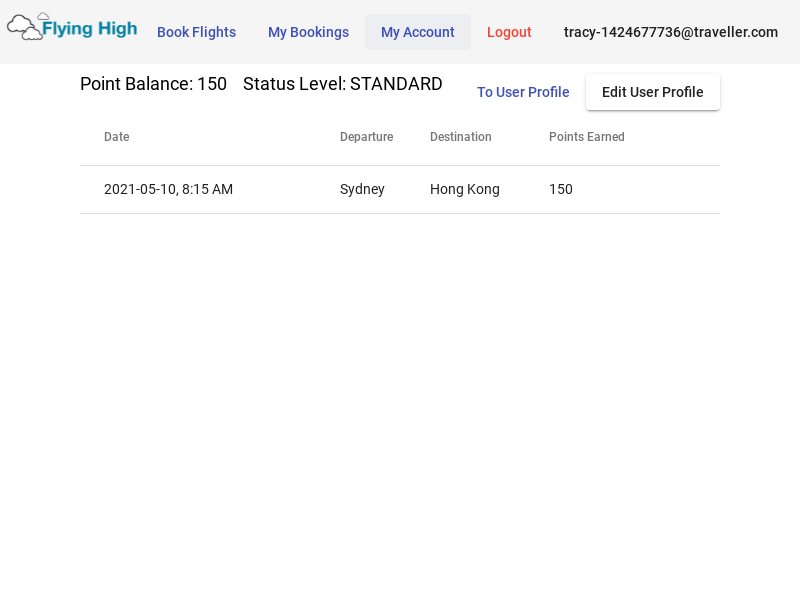 Flying High Book Flights My Bookings My Account Logout tracy-1424677736@traveller.com
Point Balance: 150 Status Level: STANDARD To User Profile Edit User Profile
Date Departure Destination Points Earned
2021-05-10, 8:15 AM Sydney Hong Kong 150